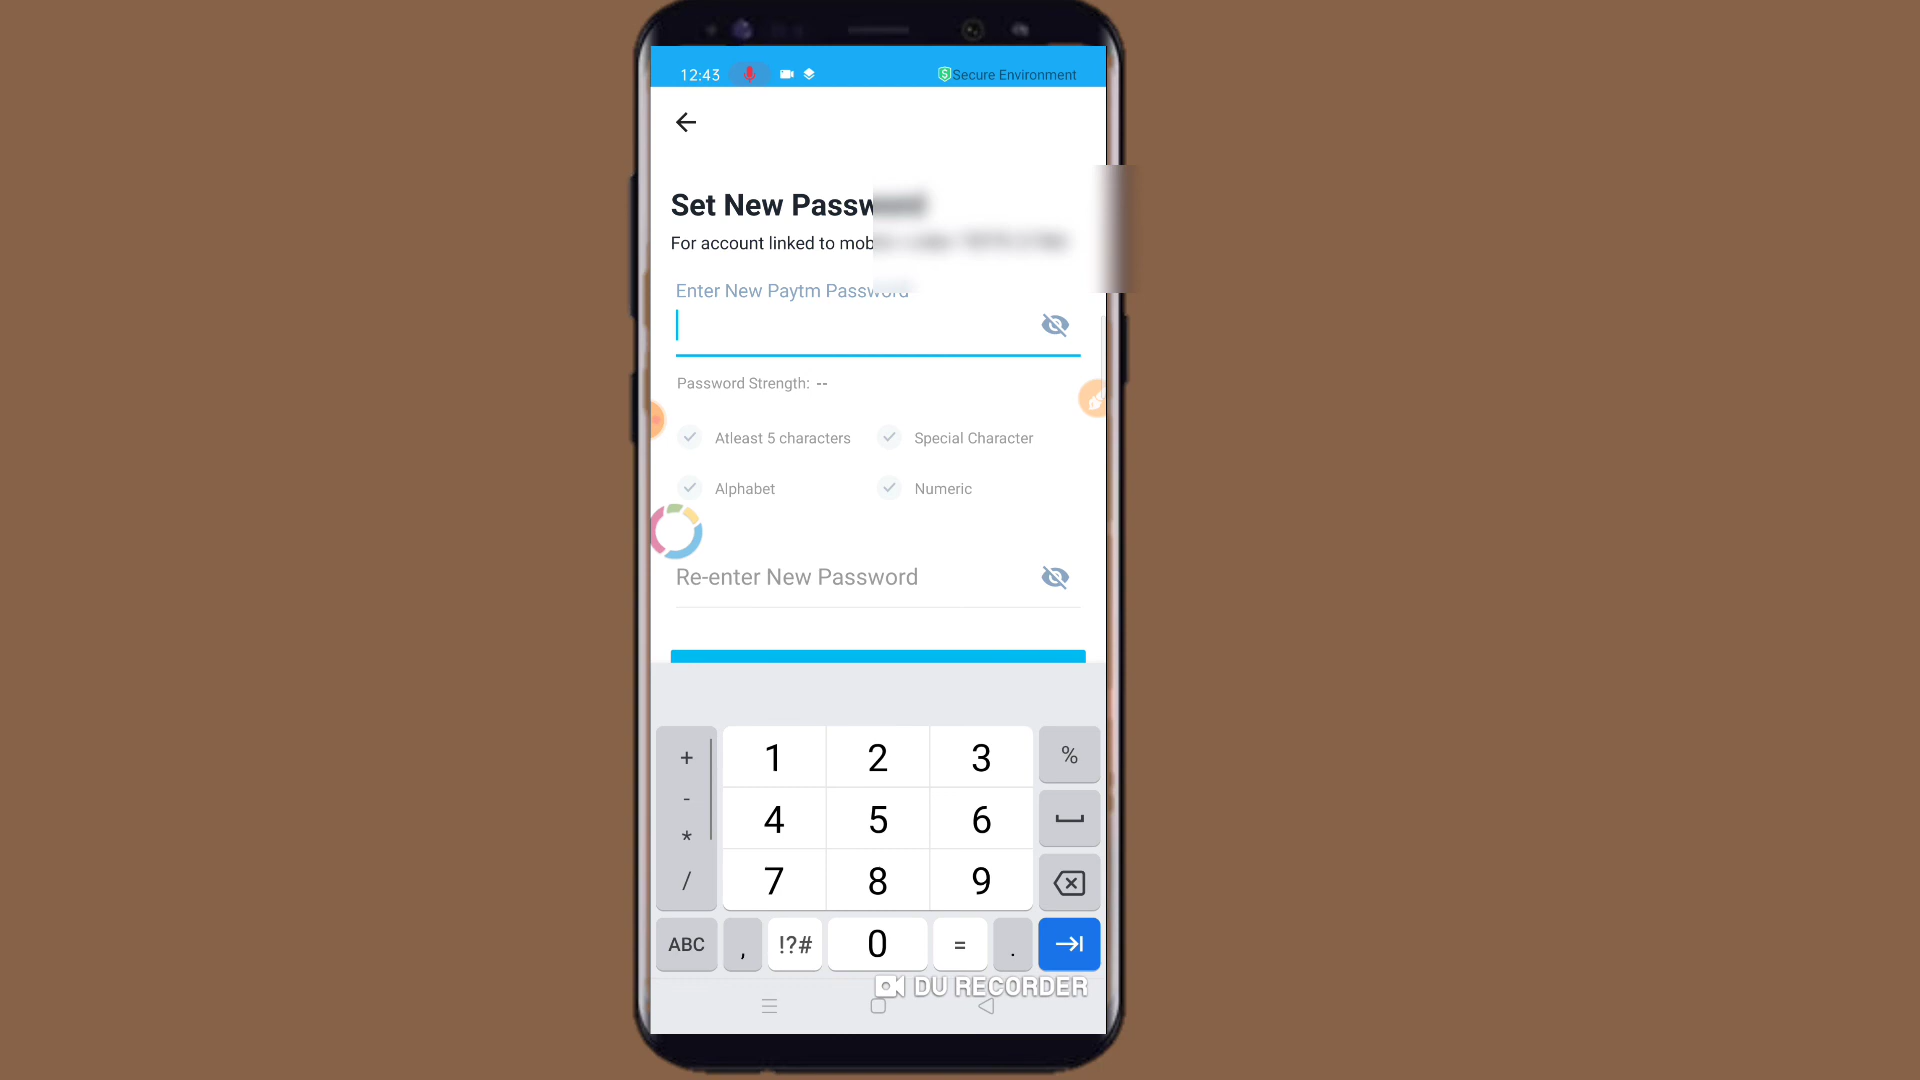 12:43
Secure Environment
Set New Password
For account linked to mob
Enter New Paytm Password
Password Strength: --
Atleast 5 characters
Special Character
Alphabet
Numeric
Re-enter New Password
+ 1 2 3 %
-
* 4 5 6
/ 7 8 9
ABC , !?# 0 = .
DU RECORDER